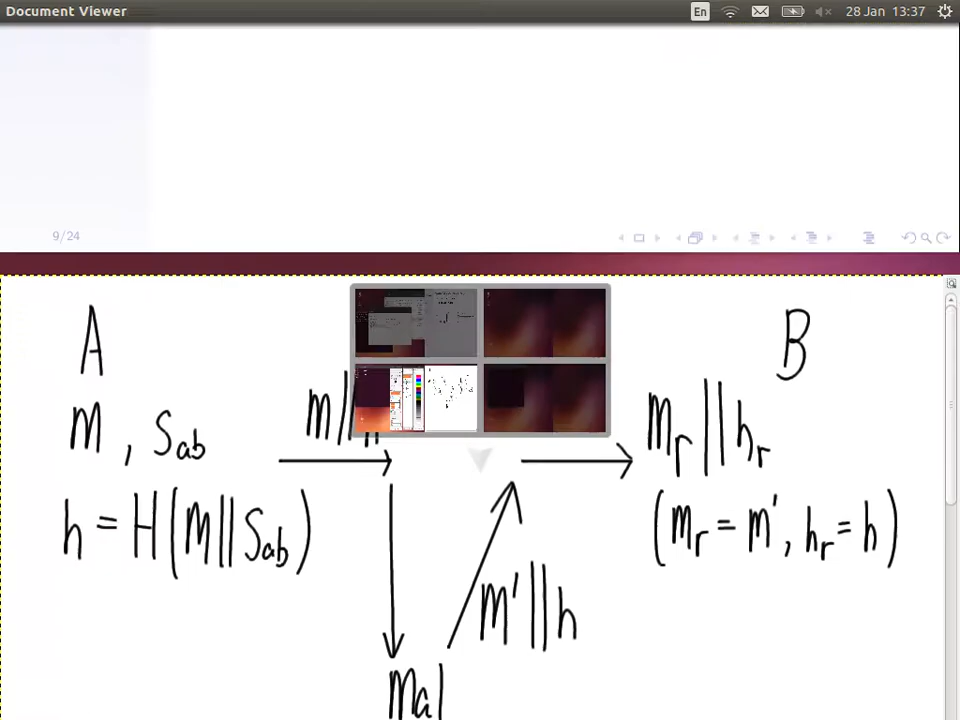 Document Viewer
En 28 Jan 13:37
9/24
A
B
m , Sab
m||h
mr||hr
h = H(m||Sab)
(mr = m', hr = h)
m'||h
mal